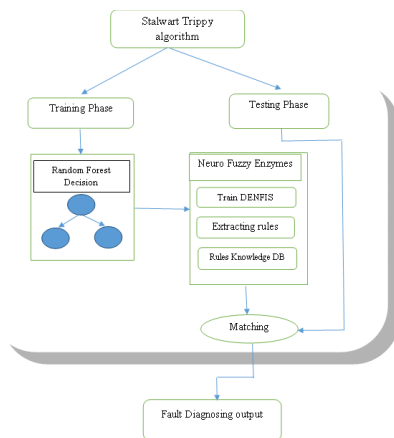 Stalwart Trippy
algorithm
Training Phase
Testing Phase
Random Forest
Decision
Neuro Fuzzy Enzymes
Train DENFIS
Extracting rules
Rules Knowledge DB
Matching
Fault Diagnosing output